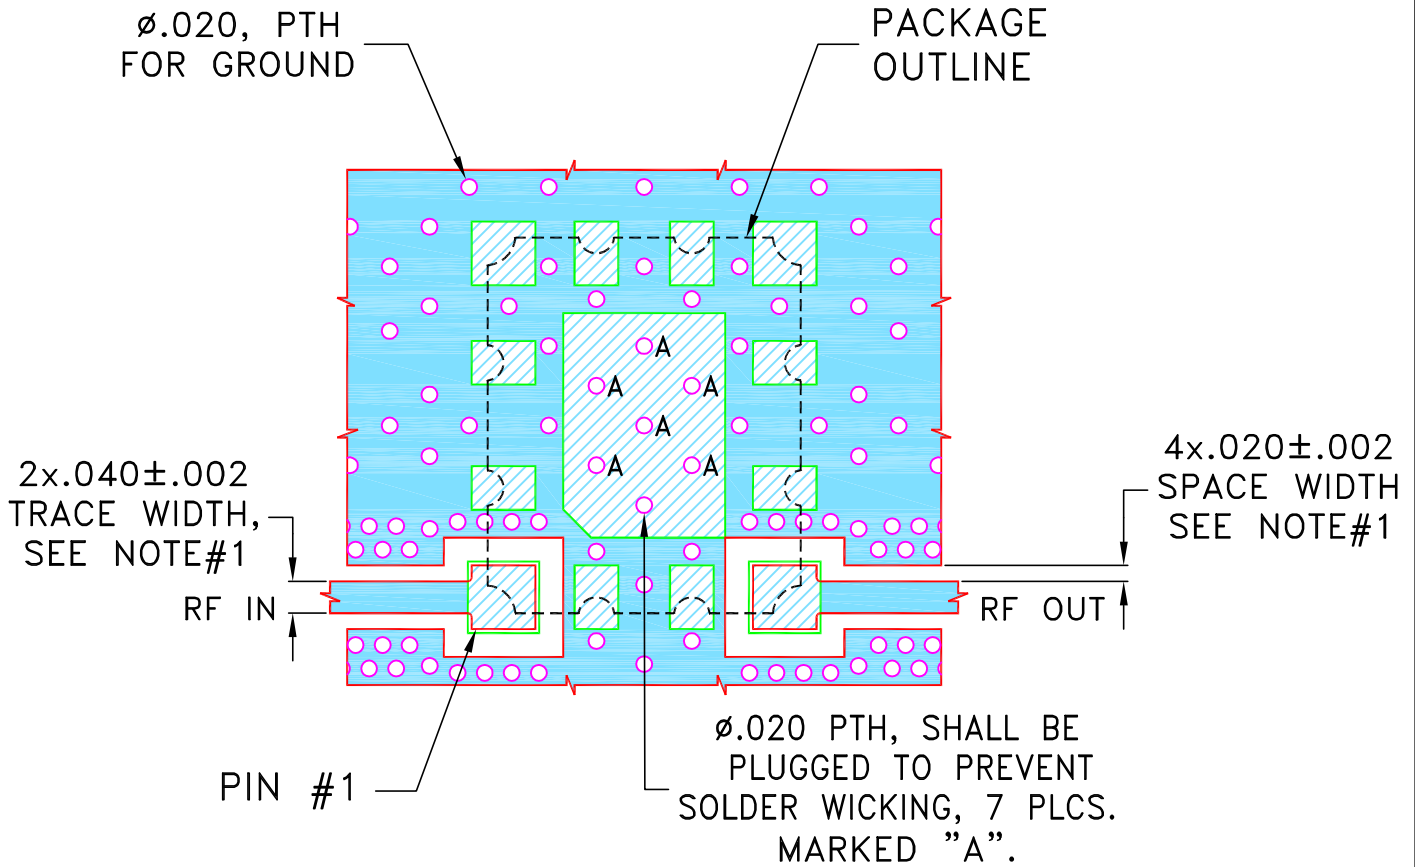 ø.020, PTH
FOR GROUND
PACKAGE
OUTLINE
A
A A
A
A A
2x.040±.002
TRACE WIDTH,
SEE NOTE#1
4x.020±.002
SPACE WIDTH
SEE NOTE#1
RF IN
RF OUT
PIN #1
ø.020 PTH, SHALL BE
PLUGGED TO PREVENT
SOLDER WICKING, 7 PLCS.
MARKED "A".